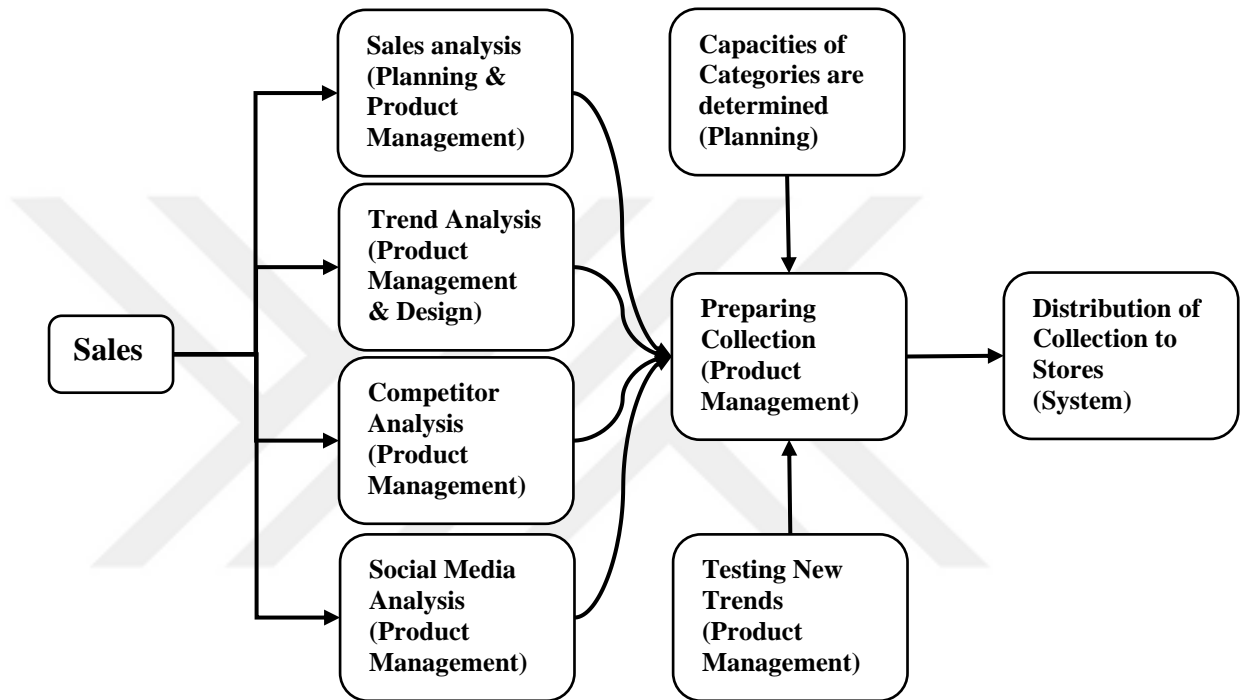 Sales
Sales analysis
(Planning &
Product
Management)
Trend Analysis
(Product
Management
& Design)
Competitor
Analysis
(Product
Management)
Social Media
Analysis
(Product
Management)
Capacities of
Categories are
determined
(Planning)
Preparing
Collection
(Product
Management)
Testing New
Trends
(Product
Management)
Distribution of
Collection to
Stores
(System)